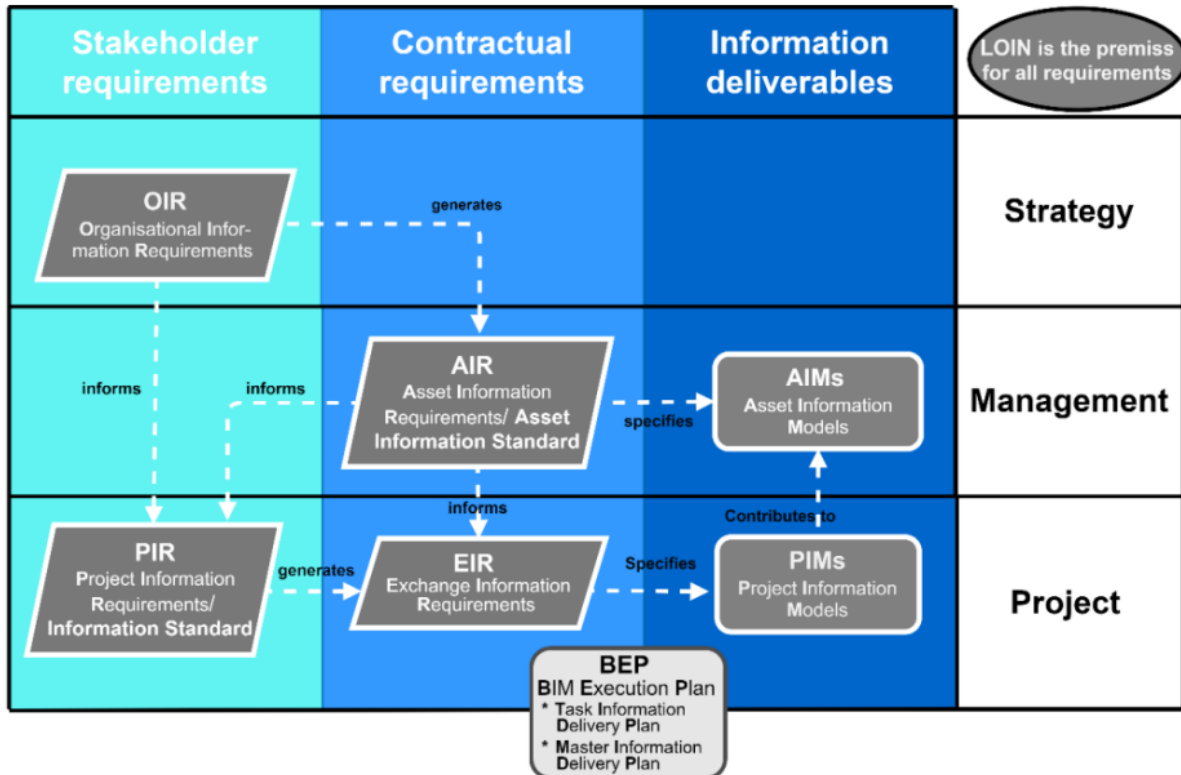 Stakeholder
requirements
Contractual
requirements
Information
deliverables
LOIN is the premiss
for all requirements
OIR
Organisational Infor-
mation Requirements
generates
Strategy
informs
informs
AIR
Asset Information
Requirements/ Asset
Information Standard
specifies
AIMs
Asset Information
Models
Management
informs
Contributes to
PIR
Project Information
Requirements/
Information Standard
generates
EIR
Exchange Information
Requirements
Specifies
PIMs
Project Information
Models
Project
BEP
BIM Execution Plan
* Task Information
Delivery Plan
* Master Information
Delivery Plan